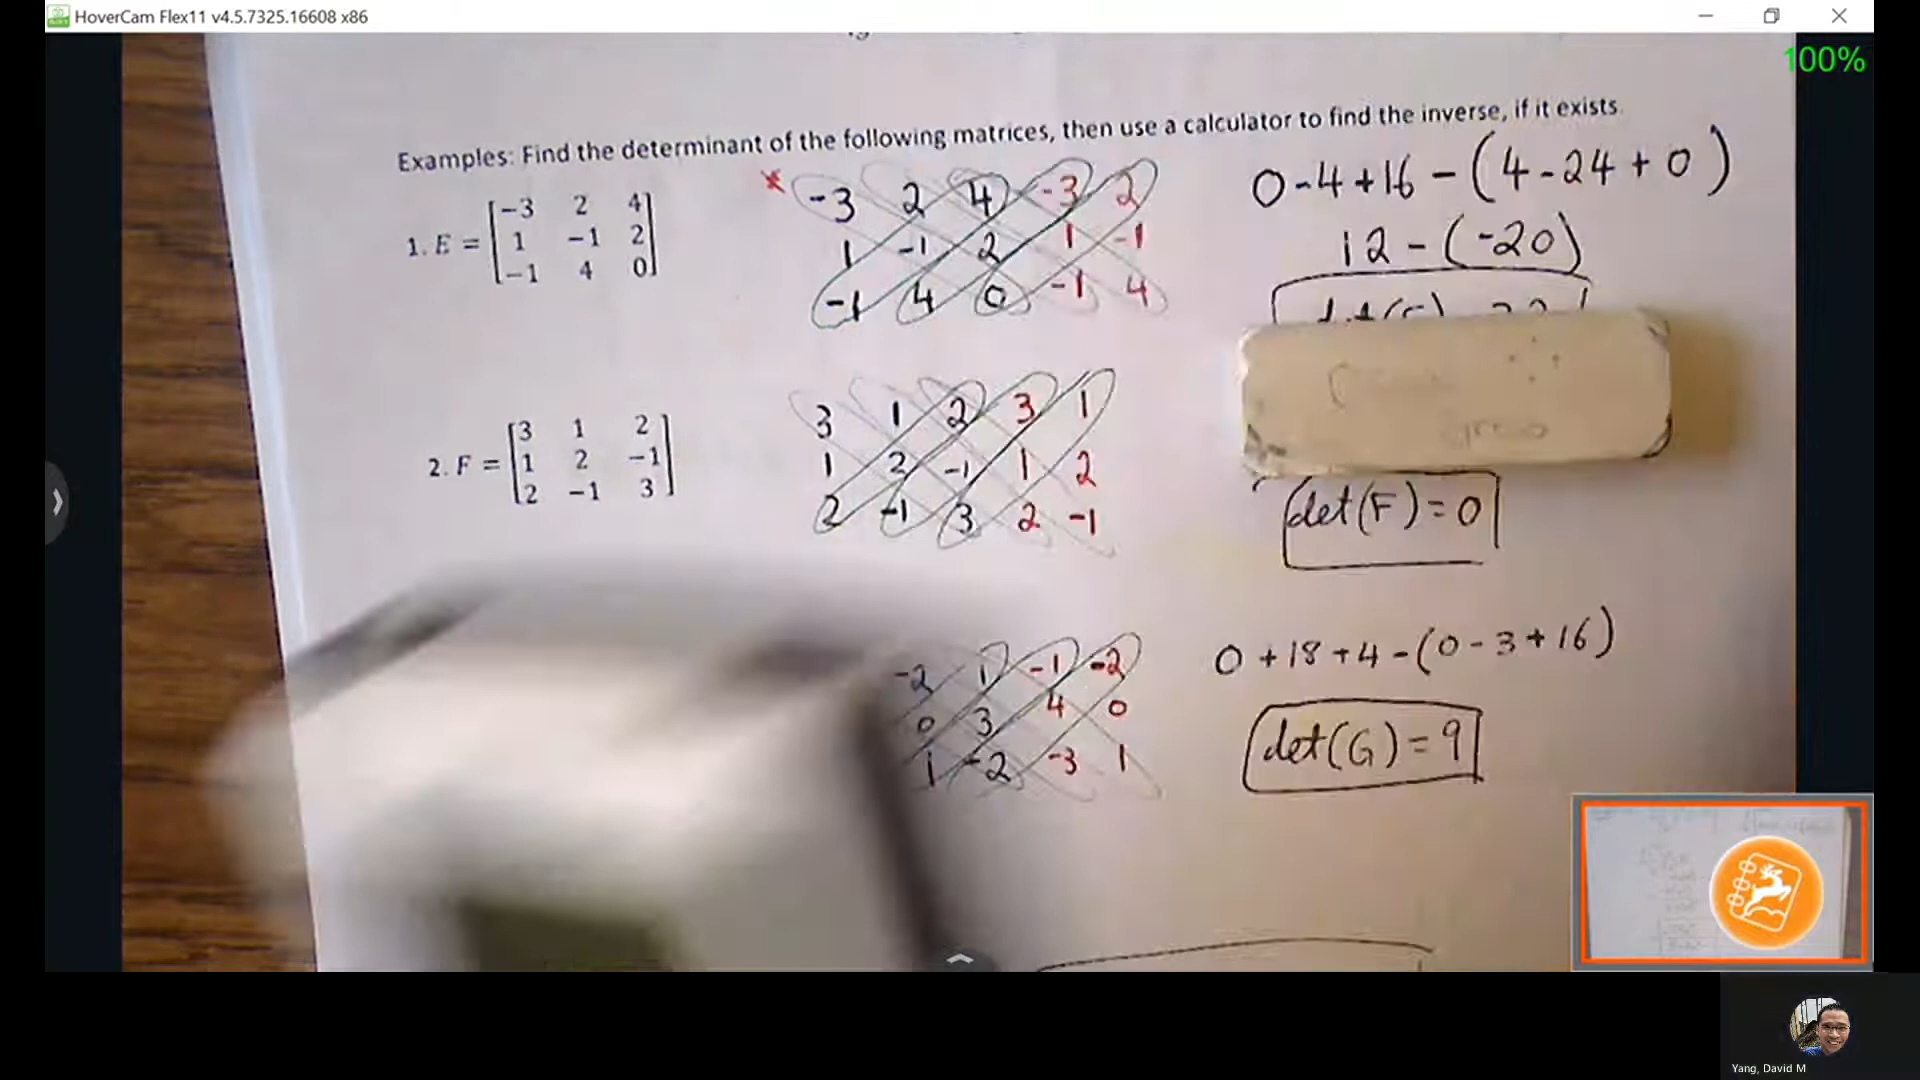 HoverCam Flex11 v4.5.7325.16608 x86
100%
Examples: Find the determinant of the following matrices, then use a calculator to find the inverse, if it exists.
1. E = [-3 2 4
1 -1 2
-1 4 0]
* -3 2 4 -3 2
1 -1 2 1 -1
-1 4 0 -1 4
0-4+16-(4-24+0)
12-(-20)
2. F = [3 1 2
1 2 -1
2 -1 3]
3 1 2 3 1
1 2 -1 1 2
2 -1 3 2 -1
det(F)=0
-2 1 -1 -2
0 3 4 0
1 -2 -3 1
0+18+4-(0-3+16)
det(G)=9
Yang, David M